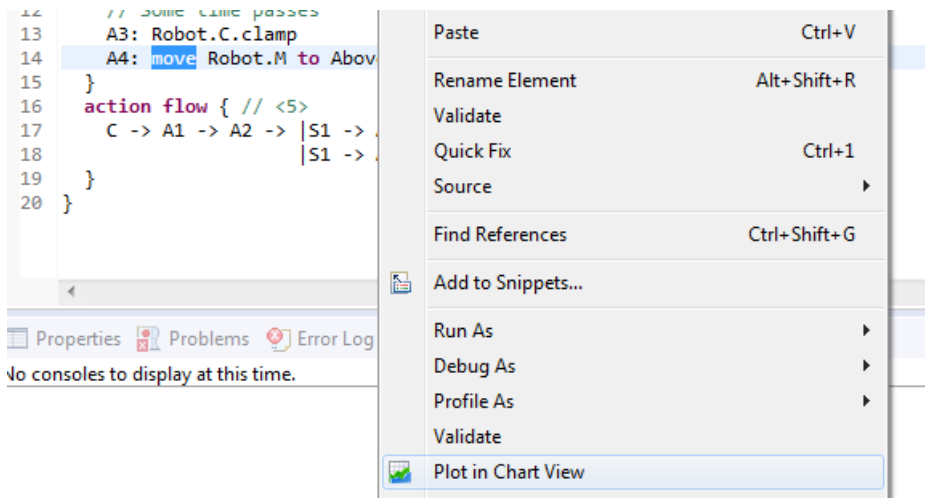 12 // Some time passes
13 A3: Robot.C.clamp
14 A4: move Robot.M to Abov
15 }
16 action flow { // <5>
17 C -> A1 -> A2 -> |S1 ->
18 |S1 ->
19 }
20 }
Paste Ctrl+V
Rename Element Alt+Shift+R
Validate
Quick Fix Ctrl+1
Source
Find References Ctrl+Shift+G
Add to Snippets...
Run As
Debug As
Profile As
Validate
Plot in Chart View
Properties Problems Error Log
No consoles to display at this time.